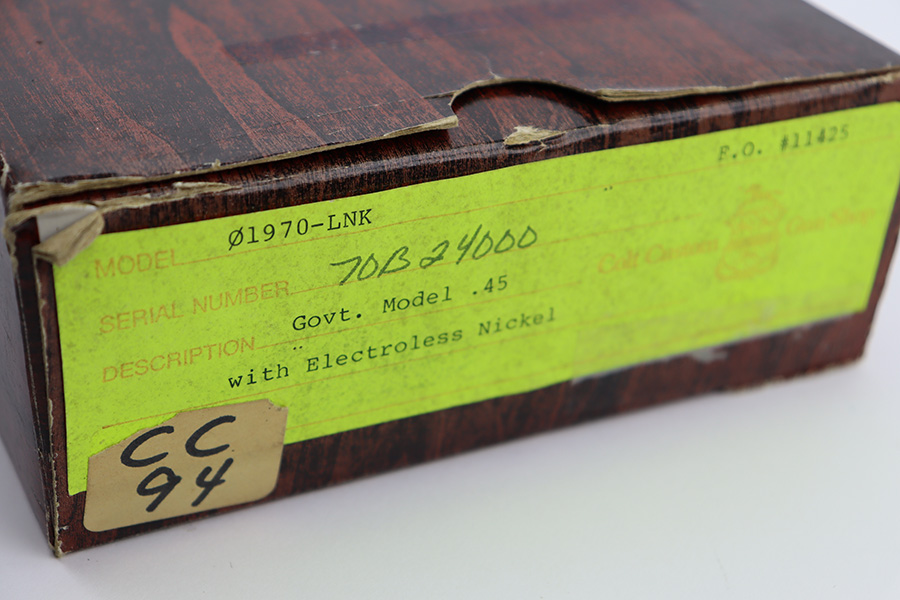 F.O. #11425
MODEL Ø1970-LNK
SERIAL NUMBER 70B24000
Colt Custom Gun Shop
DESCRIPTION Govt. Model .45
with Electroless Nickel
CC
94